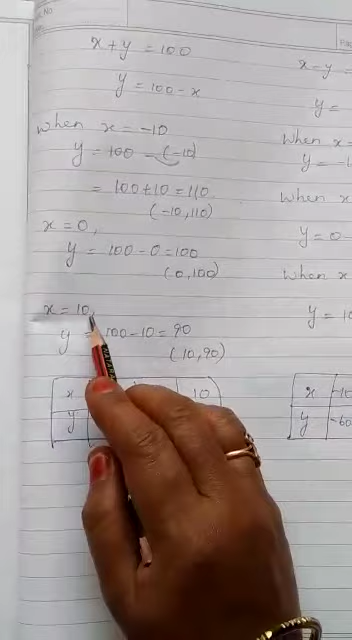 x + y = 100
y = 100 - x
when x = -10
y = 100 - (-10)
= 100 + 10 = 110
(-10, 110)
x = 0,
y = 100 - 0 = 100
(0, 100)
x = 10,
y = 100 - 10 = 90
(10, 90)
x 10
y
x - y =
y =
When x
y = -1
When x
y = 0
when x
y = 10
x -10
y -60